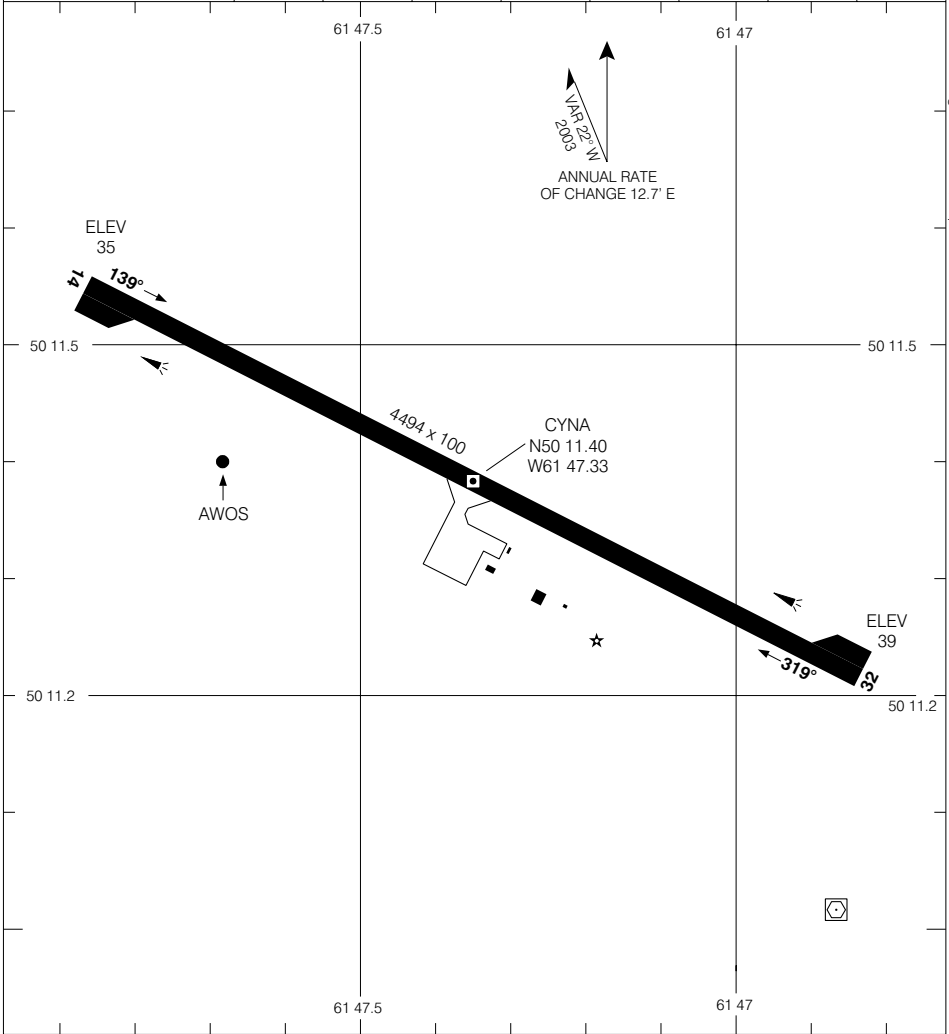 61 47.5
61 47
VAR 22° W
2003
ANNUAL RATE
OF CHANGE 12.7' E
ELEV
35
14
139°
50 11.5
50 11.5
4494 x 100
CYNA
N50 11.40
W61 47.33
AWOS
ELEV
39
319°
32
50 11.2
50 11.2
61 47.5
61 47